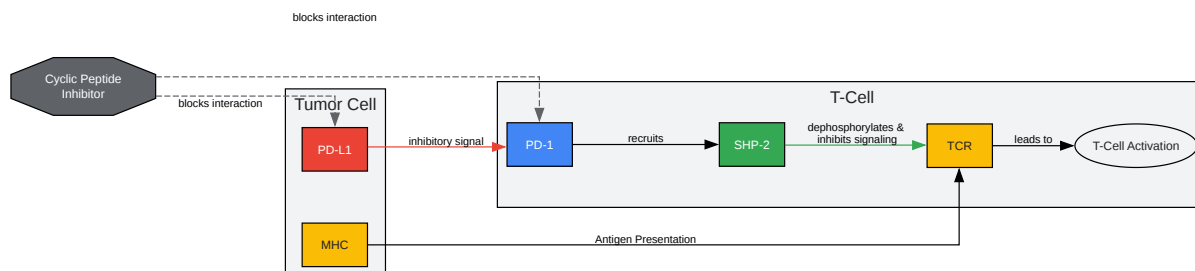 blocks interaction
Cyclic Peptide
Inhibitor
blocks interaction
Tumor Cell
PD-L1
MHC
inhibitory signal
T-Cell
PD-1
recruits
SHP-2
dephosphorylates &
inhibits signaling
TCR
leads to
T-Cell Activation
Antigen Presentation